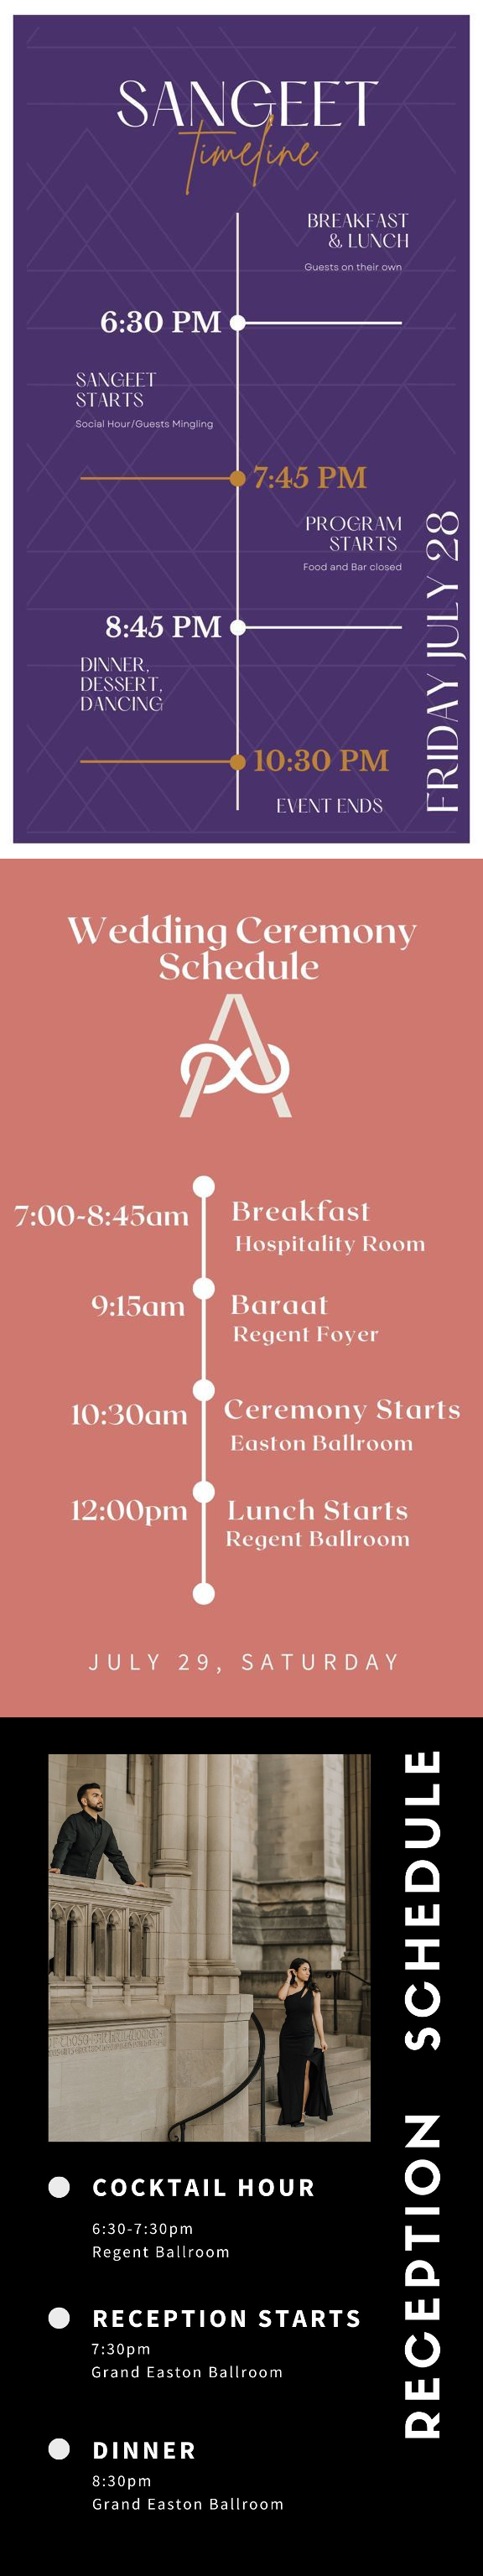 SANGEET
timeline
BREAKFAST
& LUNCH
Guests on their own
6:30 PM
SANGEET
STARTS
Social Hour/Guests Mingling
7:45 PM
PROGRAM
STARTS
Food and Bar closed
8:45 PM
DINNER,
DESSERT,
DANCING
10:30 PM
EVENT ENDS
FRIDAY JULY 28
Wedding Ceremony
Schedule
A
7:00-8:45am
Breakfast
Hospitality Room
9:15am
Baraat
Regent Foyer
10:30am
Ceremony Starts
Easton Ballroom
12:00pm
Lunch Starts
Regent Ballroom
JULY 29, SATURDAY
RECEPTION SCHEDULE
COCKTAIL HOUR
6:30-7:30pm
Regent Ballroom
RECEPTION STARTS
7:30pm
Grand Easton Ballroom
DINNER
8:30pm
Grand Easton Ballroom